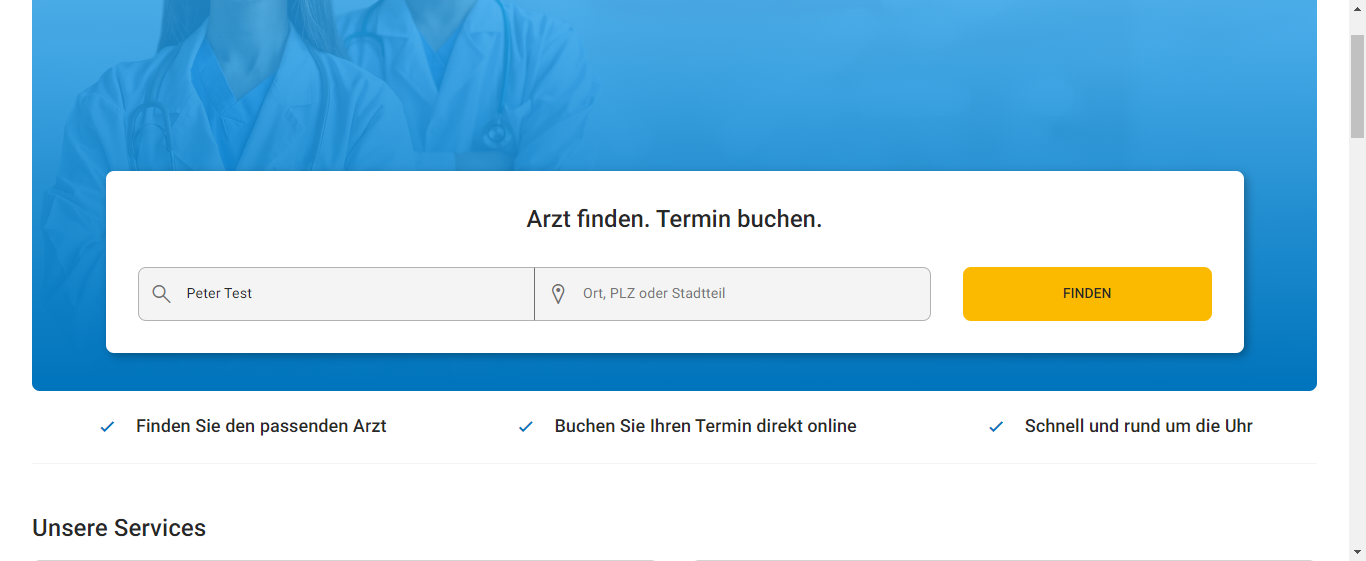 Arzt finden. Termin buchen.
Peter Test
Ort, PLZ oder Stadtteil
FINDEN
Finden Sie den passenden Arzt
Buchen Sie Ihren Termin direkt online
Schnell und rund um die Uhr
Unsere Services